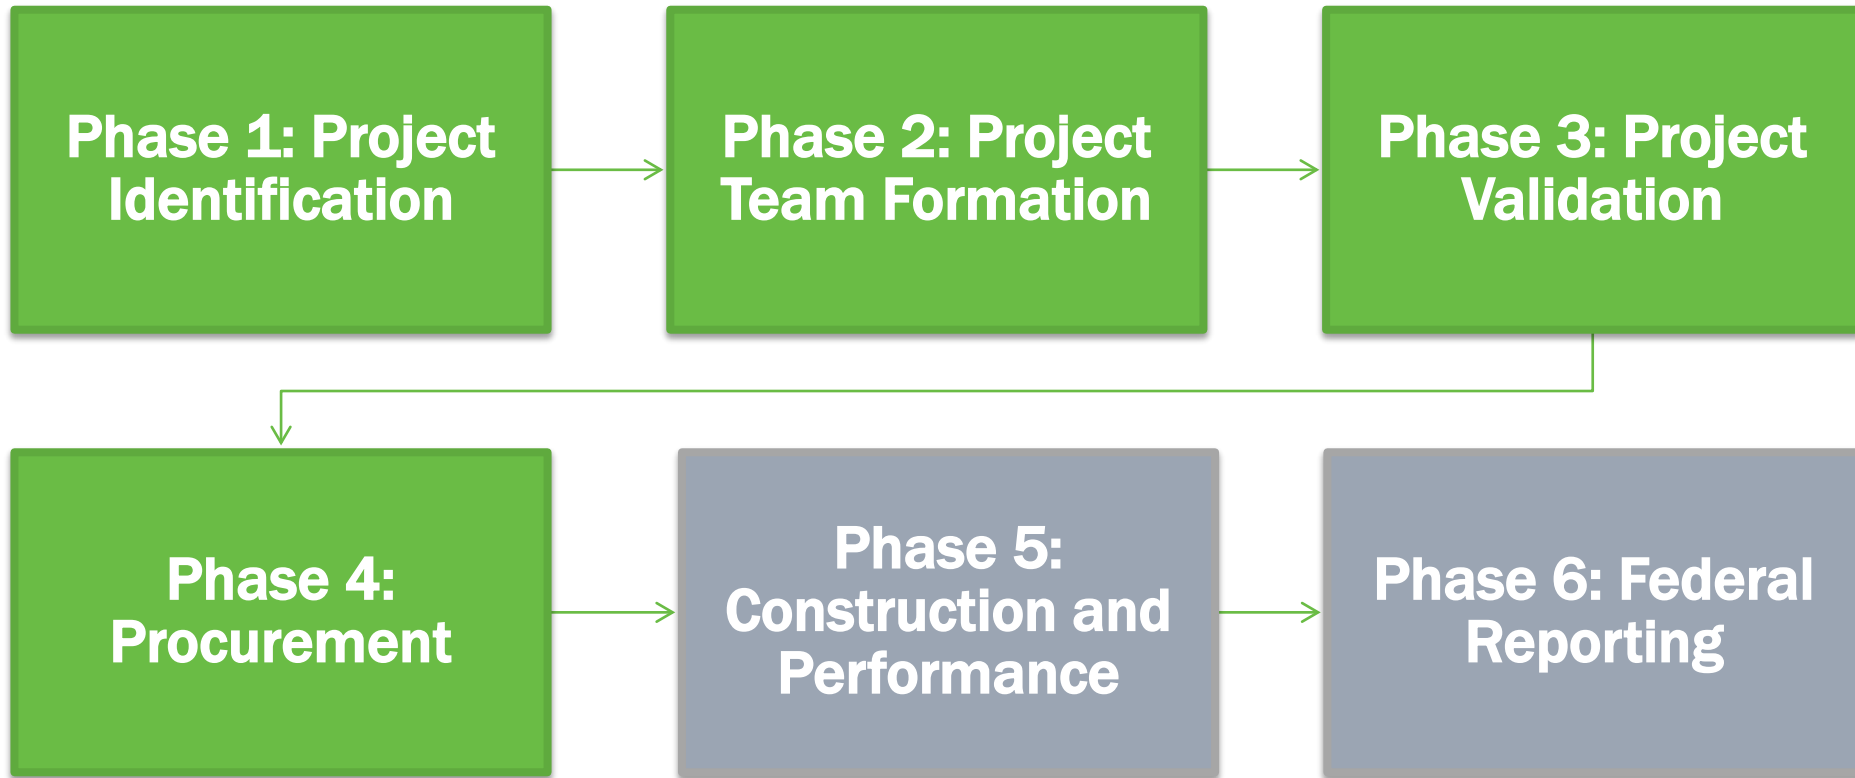 Phase 1: Project
Identification
Phase 2: Project
Team Formation
Phase 3: Project
Validation
Phase 4:
Procurement
Phase 5:
Construction and
Performance
Phase 6: Federal
Reporting